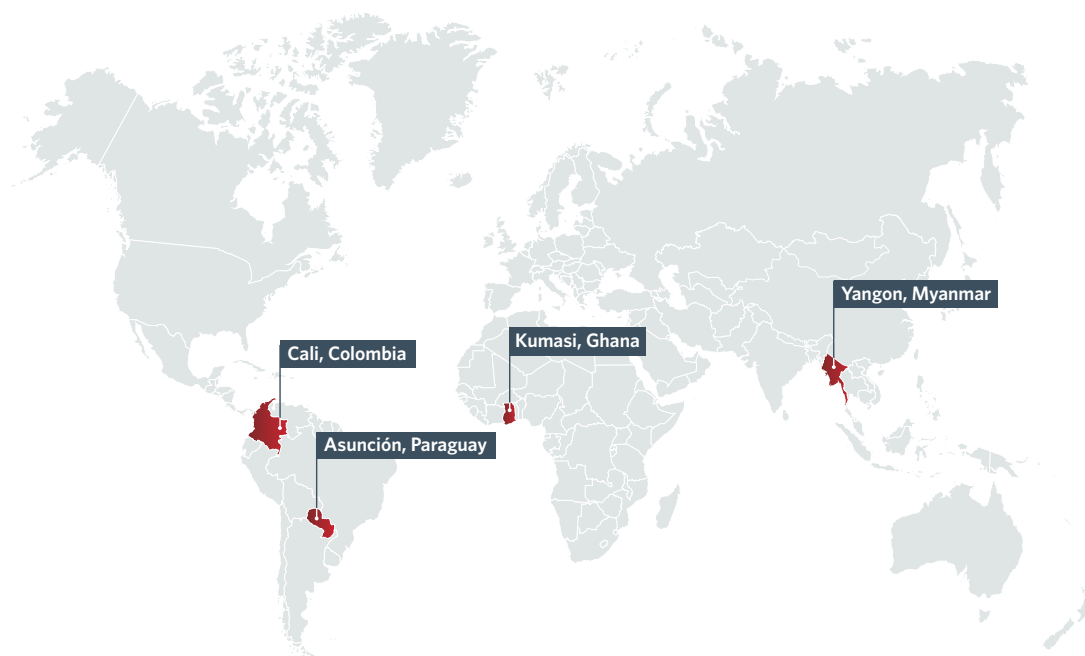 Yangon, Myanmar
Kumasi, Ghana
Cali, Colombia
Asunción, Paraguay